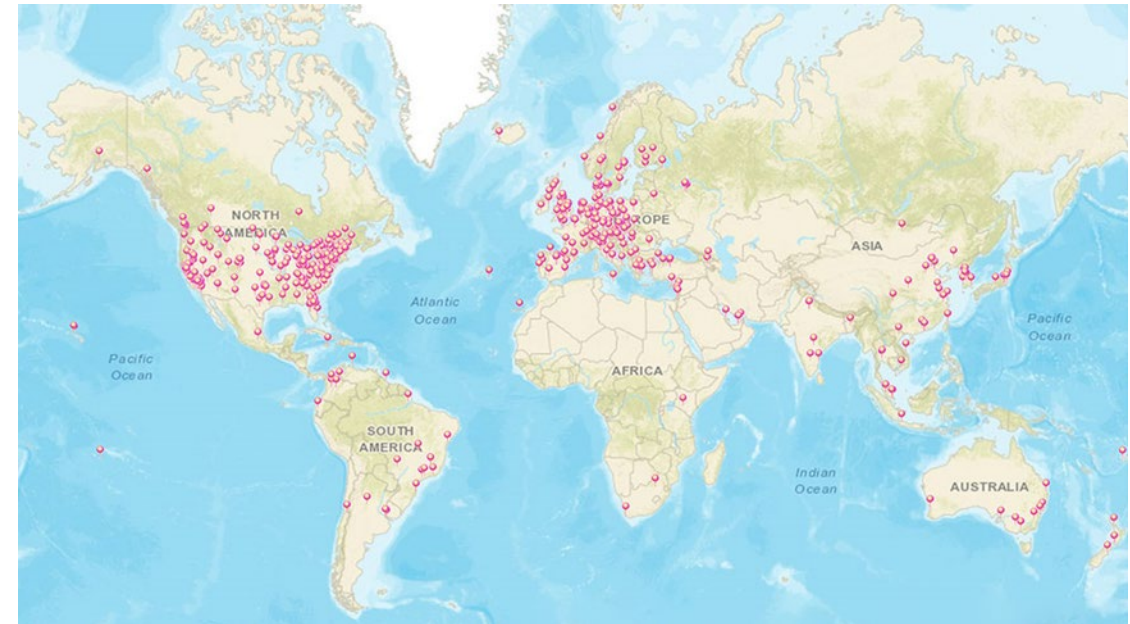 NORTH
AMERICA
ROPE
ASIA
Atlantic
Ocean
Pacific
Ocean
Pacific
Ocean
AFRICA
SOUTH
AMERICA
Indian
Ocean
AUSTRALIA